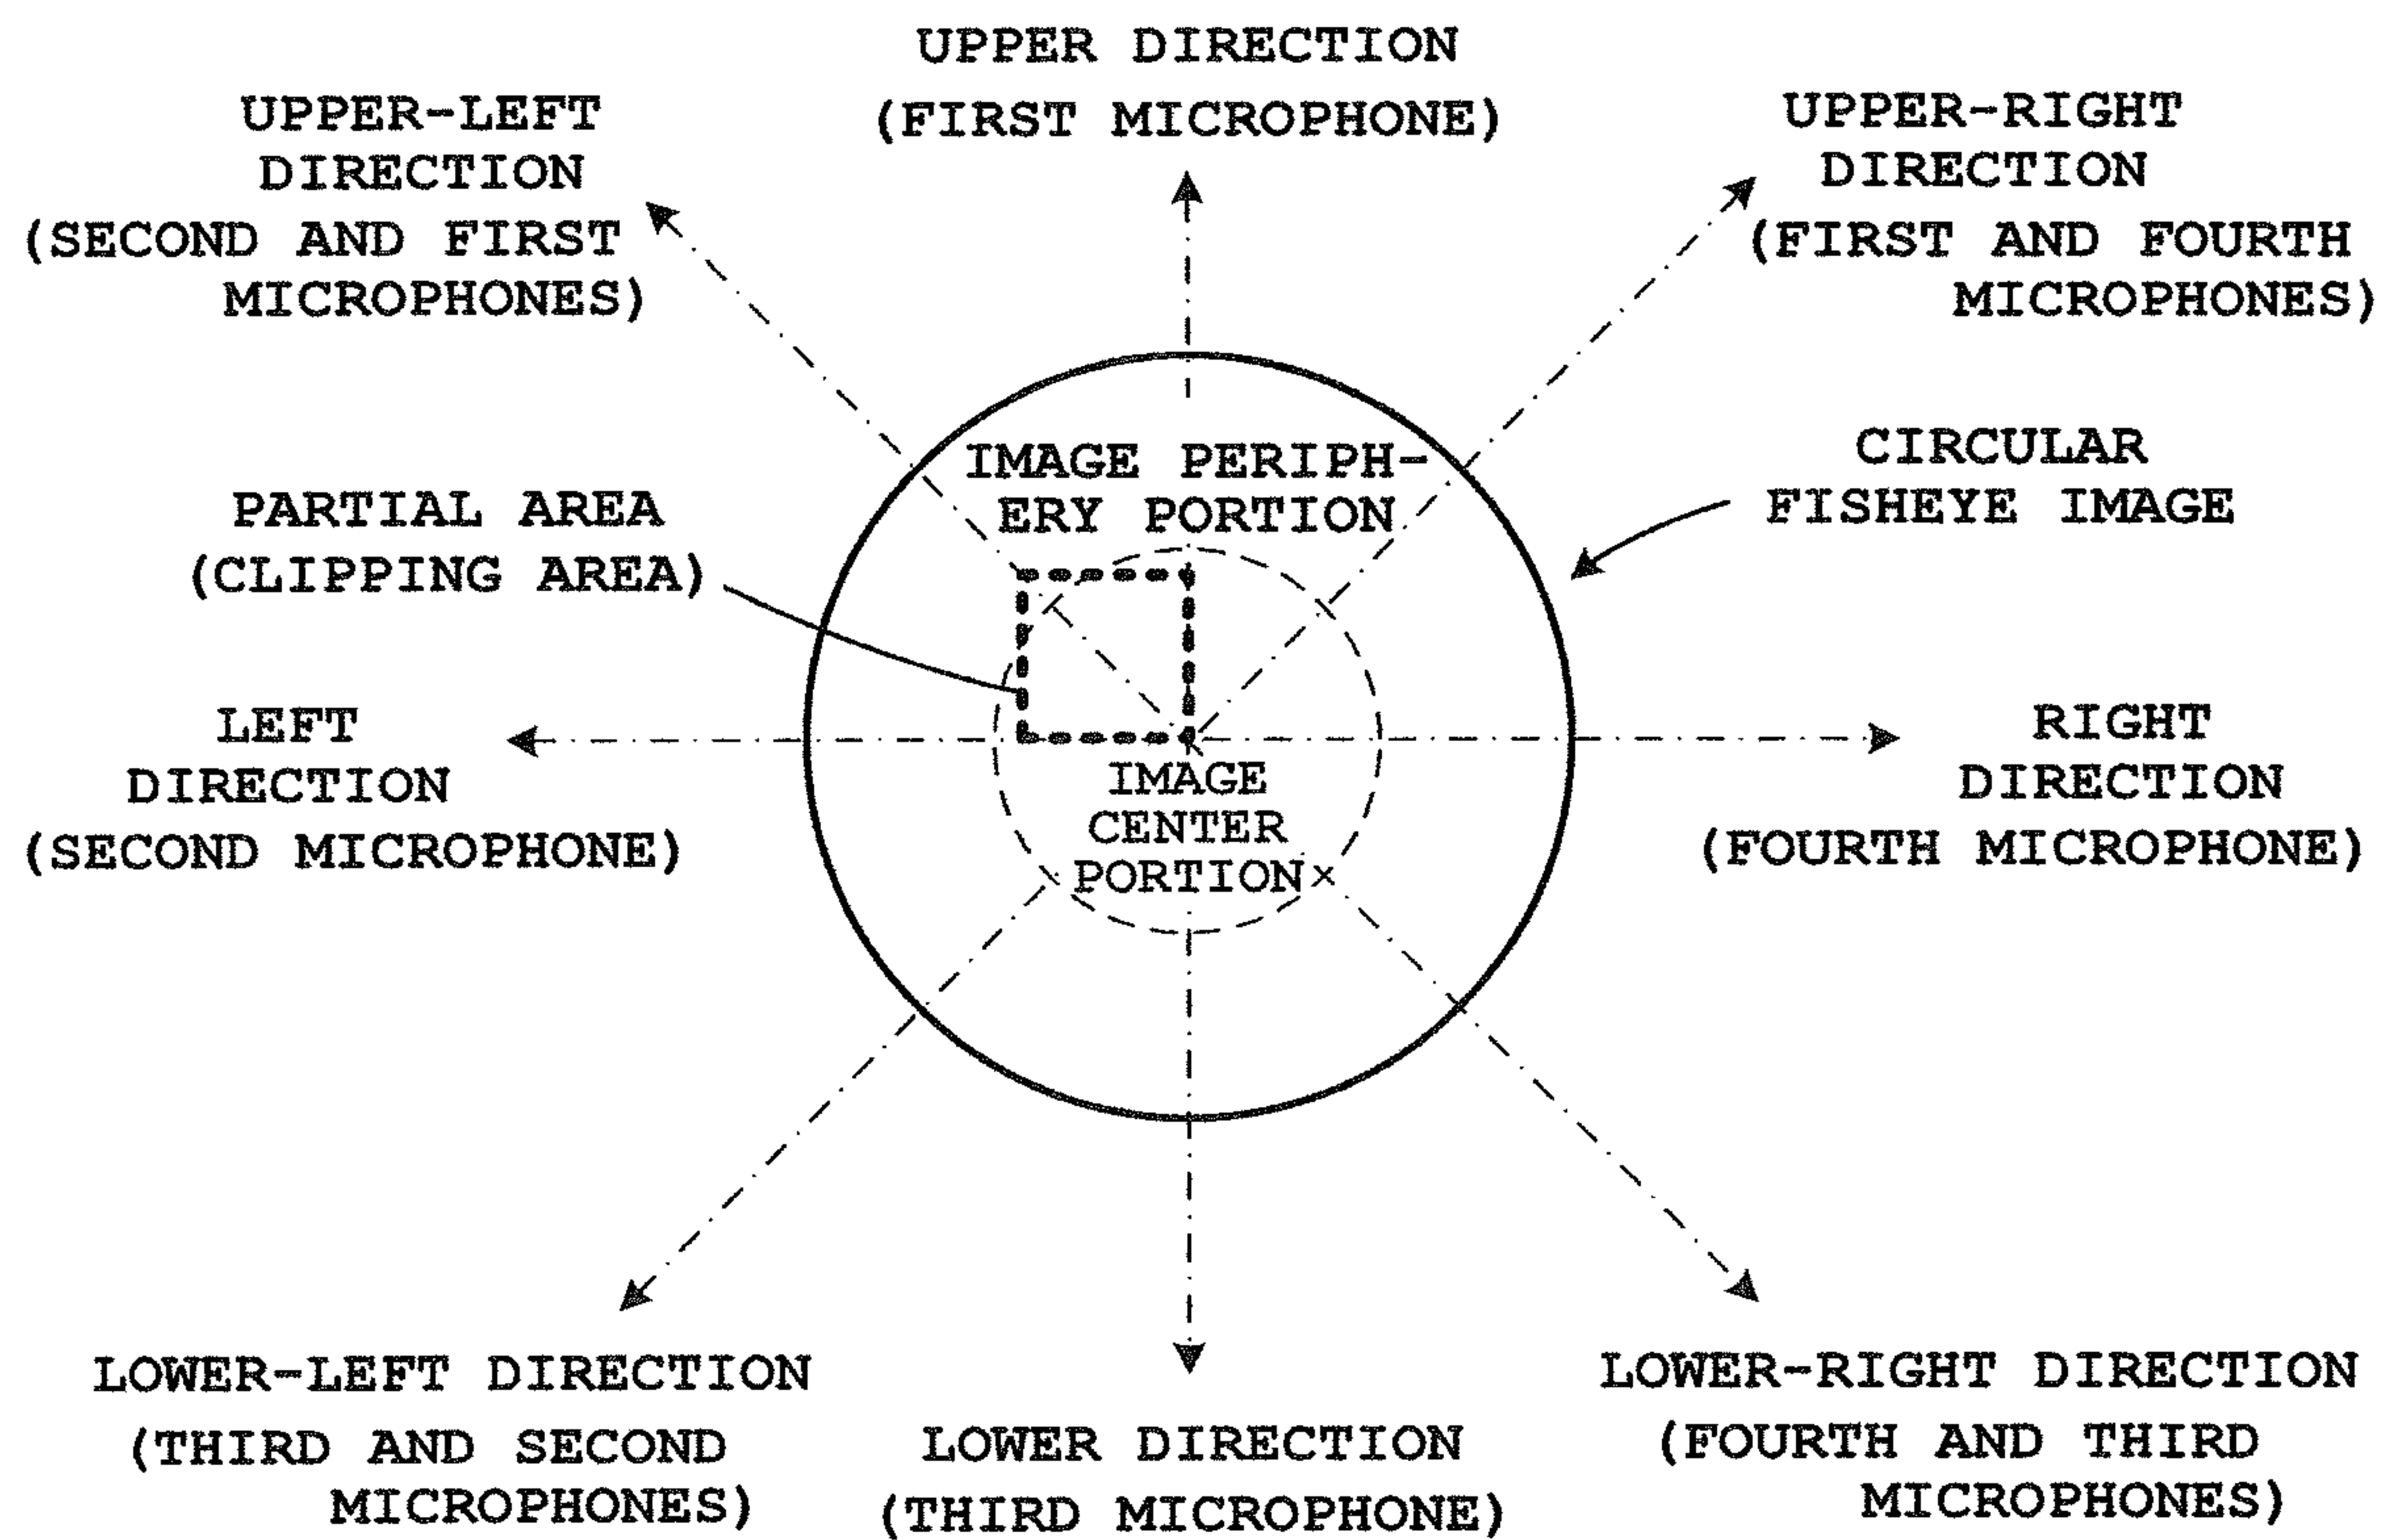 UPPER DIRECTION
(FIRST MICROPHONE)
UPPER-LEFT
DIRECTION
(SECOND AND FIRST
MICROPHONES)
UPPER-RIGHT
DIRECTION
(FIRST AND FOURTH
MICROPHONES)
IMAGE PERIPH-
ERY PORTION
CIRCULAR
FISHEYE IMAGE
PARTIAL AREA
(CLIPPING AREA)
LEFT
DIRECTION
(SECOND MICROPHONE)
IMAGE
CENTER
PORTION
RIGHT
DIRECTION
(FOURTH MICROPHONE)
LOWER-LEFT DIRECTION
(THIRD AND SECOND
MICROPHONES)
LOWER DIRECTION
(THIRD MICROPHONE)
LOWER-RIGHT DIRECTION
(FOURTH AND THIRD
MICROPHONES)